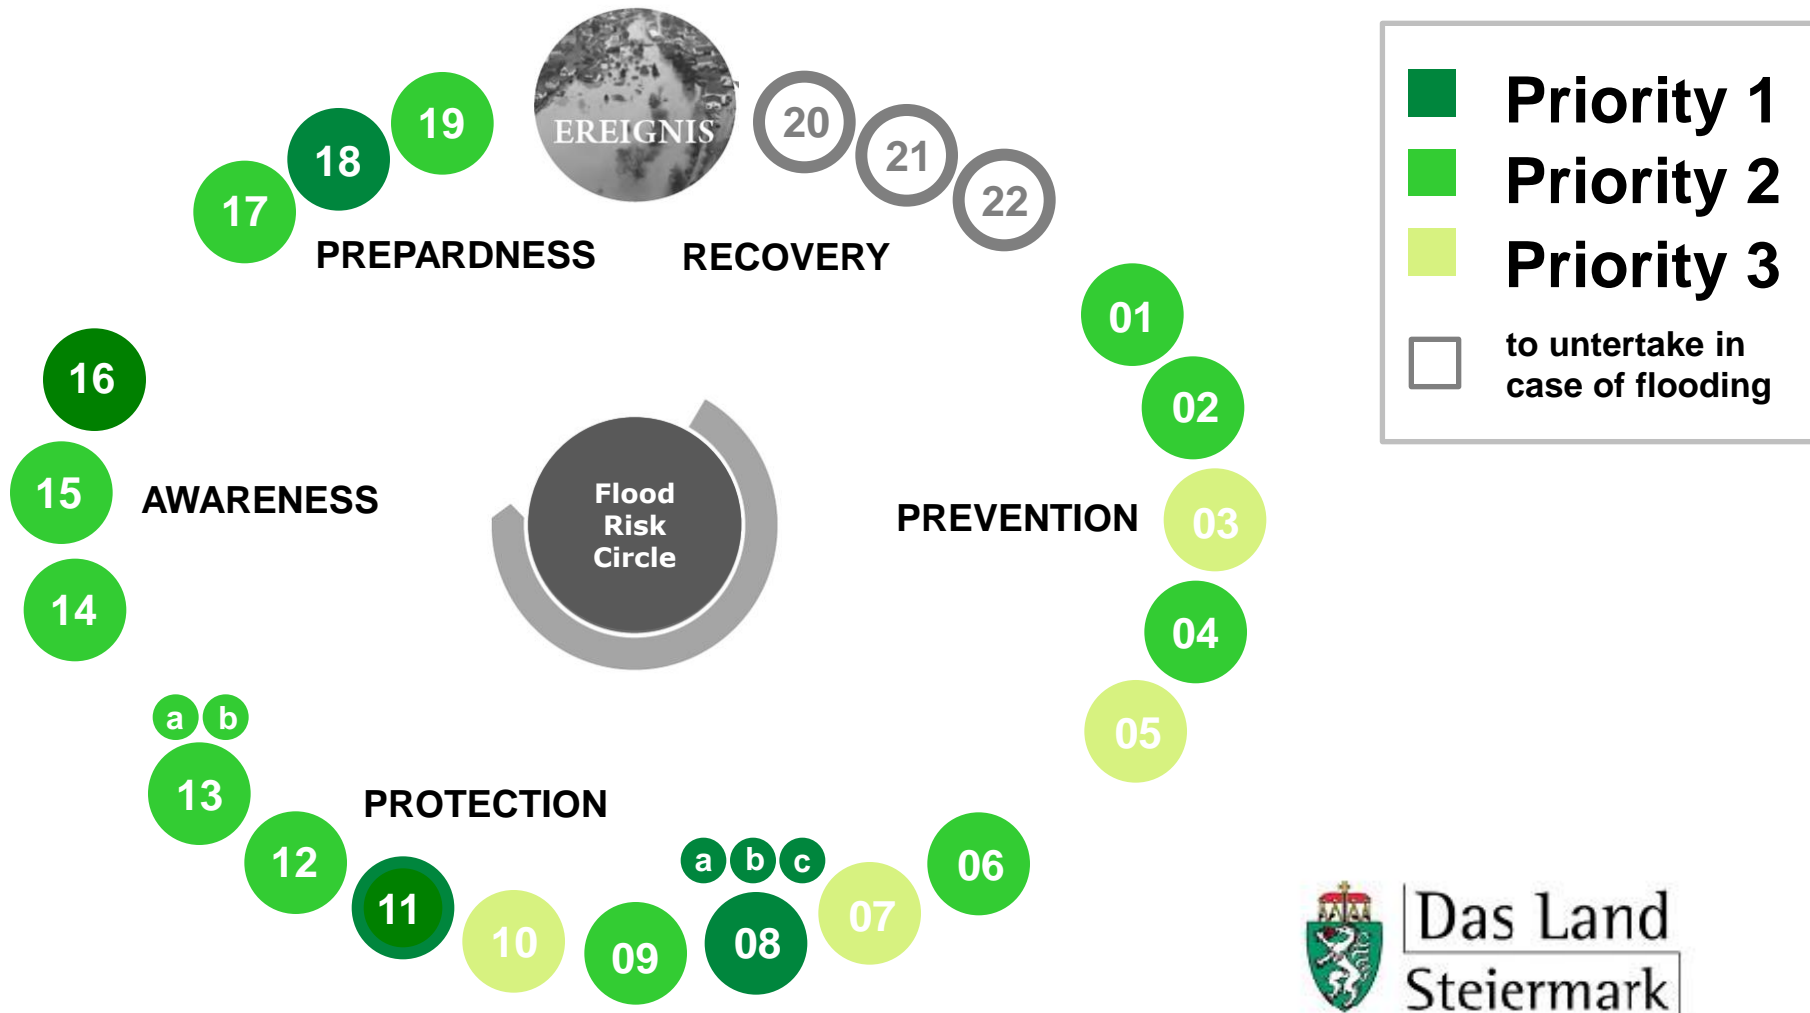 19
18
17
EREIGNIS
20
21
22
PREPARDNESS
RECOVERY
Priority 1
Priority 2
Priority 3
to untertake in
case of flooding
01
02
03
04
05
PREVENTION
16
15
14
AWARENESS
Flood
Risk
Circle
a b
13
12
11
10
09
a b c
08
07
06
PROTECTION
Das Land
Steiermark